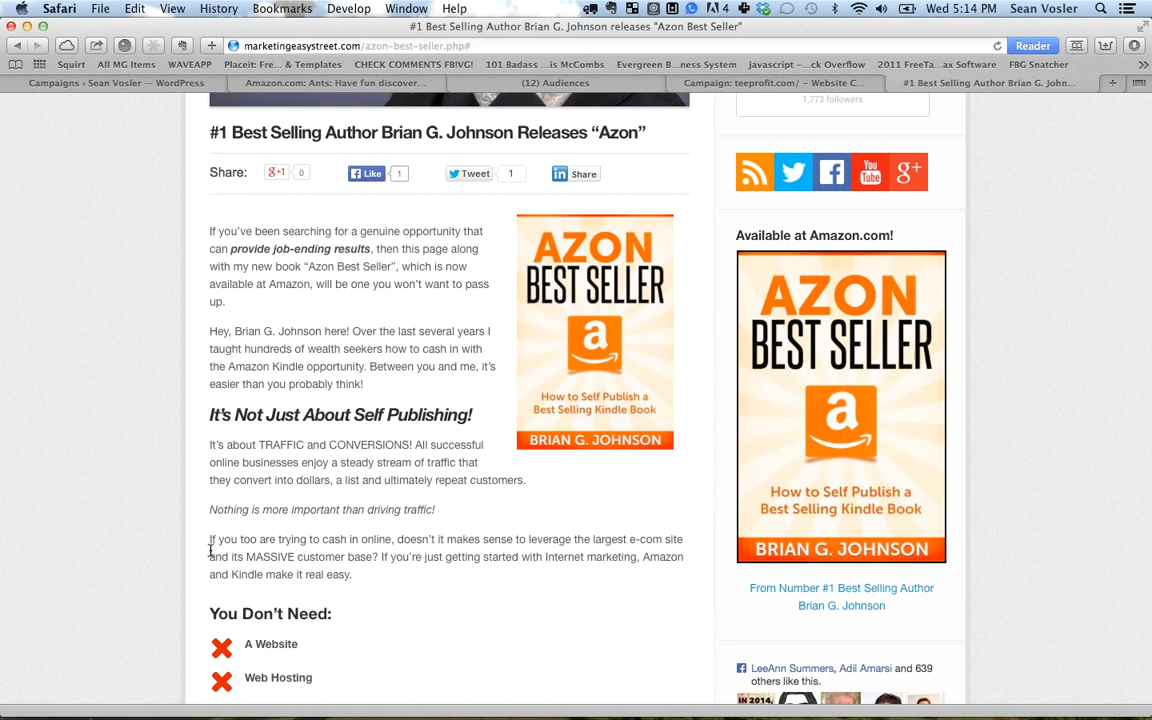 Safari File Edit View History Bookmarks Develop Window Help 4 Wed 5:14 PM Sean Vosler
#1 Best Selling Author Brian G. Johnson releases "Azon Best Seller"
marketingeasystreet.com/azon-best-seller.php# Reader
Squirt All MG Items WAVEAPP Placeit: Fre... & Templates CHECK COMMENTS FB!VG! 101 Badass ...is McCombs Evergreen B...ness System javascript -...ck Overflow 2011 FreeTa...ax Software FBG Snatcher
Campaigns ‹ Sean Vosler — WordPress Amazon.com: Ants: Have fun discover... (12) Audiences Campaign: teeprofit.com/ – Website C... #1 Best Selling Author Brian G. John...
1,773 followers
#1 Best Selling Author Brian G. Johnson Releases “Azon”
Share: g+1 0 Like 1 Tweet 1 in Share
You Tube g+
If you’ve been searching for a genuine opportunity that
can provide job-ending results, then this page along
with my new book “Azon Best Seller”, which is now
available at Amazon, will be one you won’t want to pass
up.
Hey, Brian G. Johnson here! Over the last several years I
taught hundreds of wealth seekers how to cash in with
the Amazon Kindle opportunity. Between you and me, it’s
easier than you probably think!
It’s Not Just About Self Publishing!
It’s about TRAFFIC and CONVERSIONS! All successful
online businesses enjoy a steady stream of traffic that
they convert into dollars, a list and ultimately repeat customers.
Nothing is more important than driving traffic!
If you too are trying to cash in online, doesn’t it makes sense to leverage the largest e-com site
and its MASSIVE customer base? If you’re just getting started with Internet marketing, Amazon
and Kindle make it real easy.
You Don’t Need:
A Website
Web Hosting
AZON
BEST SELLER
a
How to Self Publish a
Best Selling Kindle Book
BRIAN G. JOHNSON
Available at Amazon.com!
AZON
BEST SELLER
a
How to Self Publish a
Best Selling Kindle Book
BRIAN G. JOHNSON
From Number #1 Best Selling Author
Brian G. Johnson
LeeAnn Summers, Adil Amarsi and 639
others like this.
IN 2014,